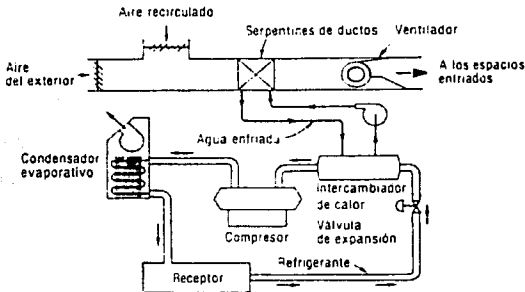 Aire recirculado
Serpentines de ductos
Ventilador
Aire
del exterior
A los espacios
enfriados
Agua enfriada
Condensador
evaporativo
Intercambiador
de calor
Compresor
Válvula
de expansión
Refrigerante
Receptor